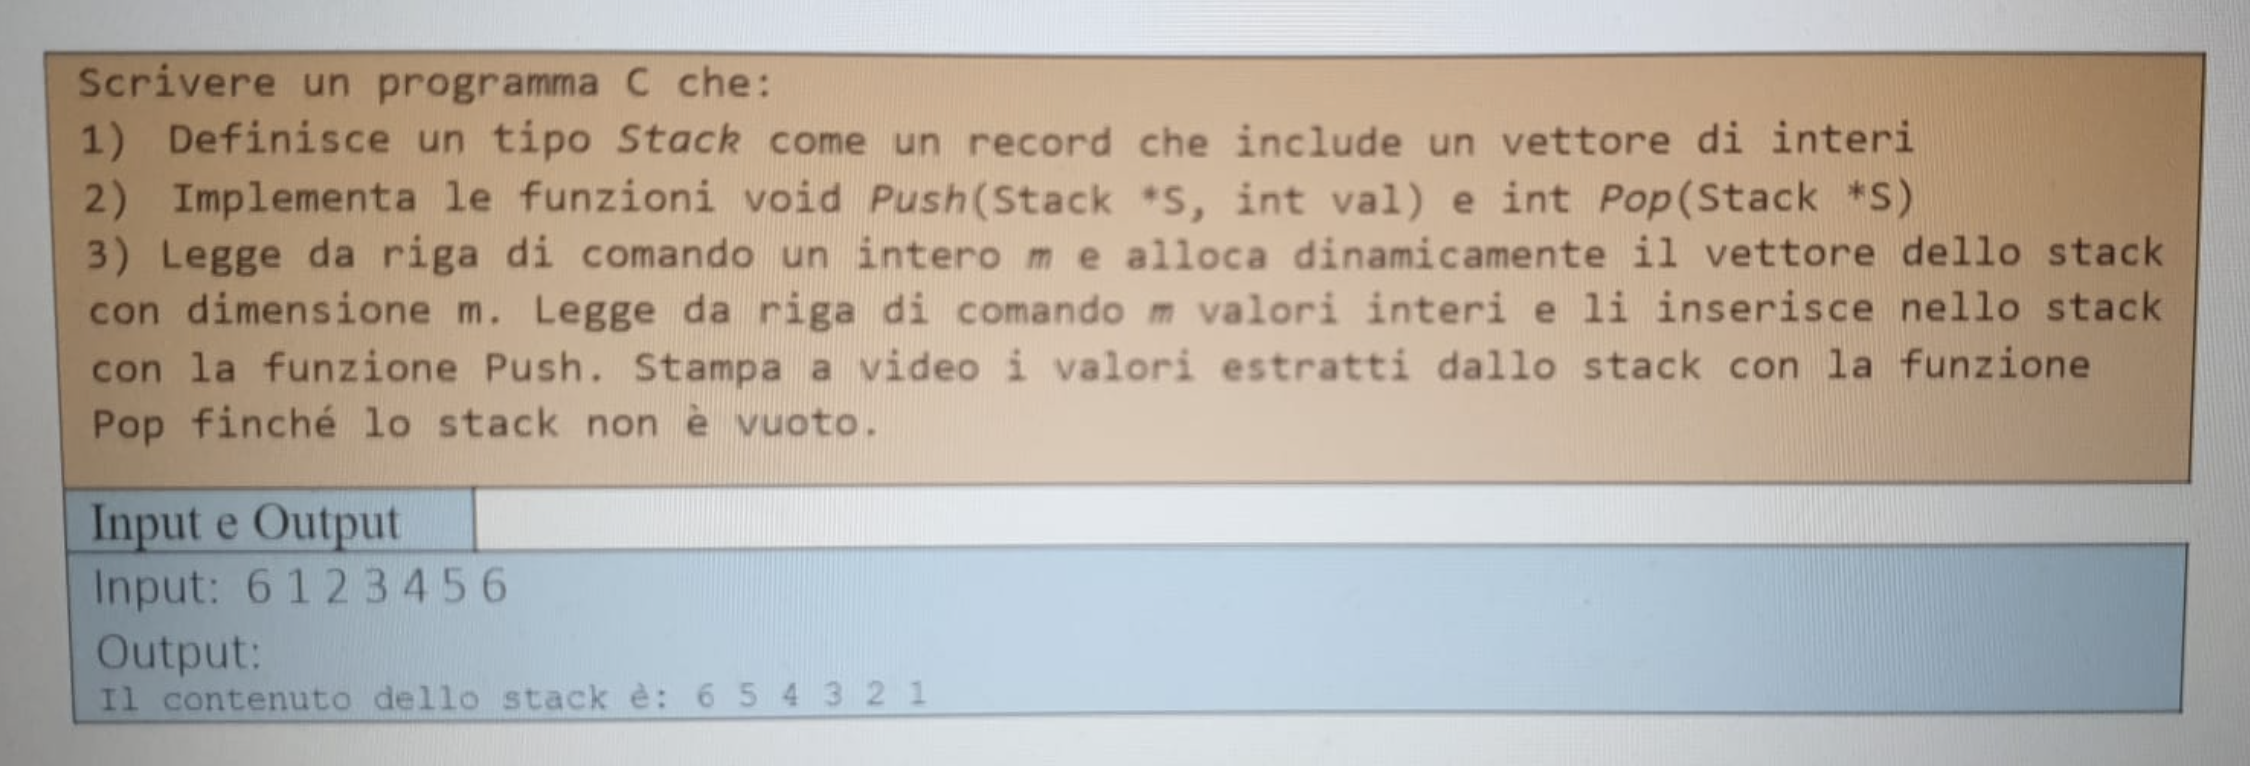 Scrivere un programma C che:
1) Definisce un tipo Stack come un record che include un vettore di interi
2) Implementa le funzioni void Push(Stack *S, int val) e int Pop(Stack *S)
3) Legge da riga di comando un intero m e alloca dinamicamente il vettore dello stack
con dimensione m. Legge da riga di comando m valori interi e li inserisce nello stack
con la funzione Push. Stampa a video i valori estratti dallo stack con la funzione
Pop finché lo stack non è vuoto.
Input e Output
Input: 6 1 2 3 4 5 6
Output:
Il contenuto dello stack è: 6 5 4 3 2 1